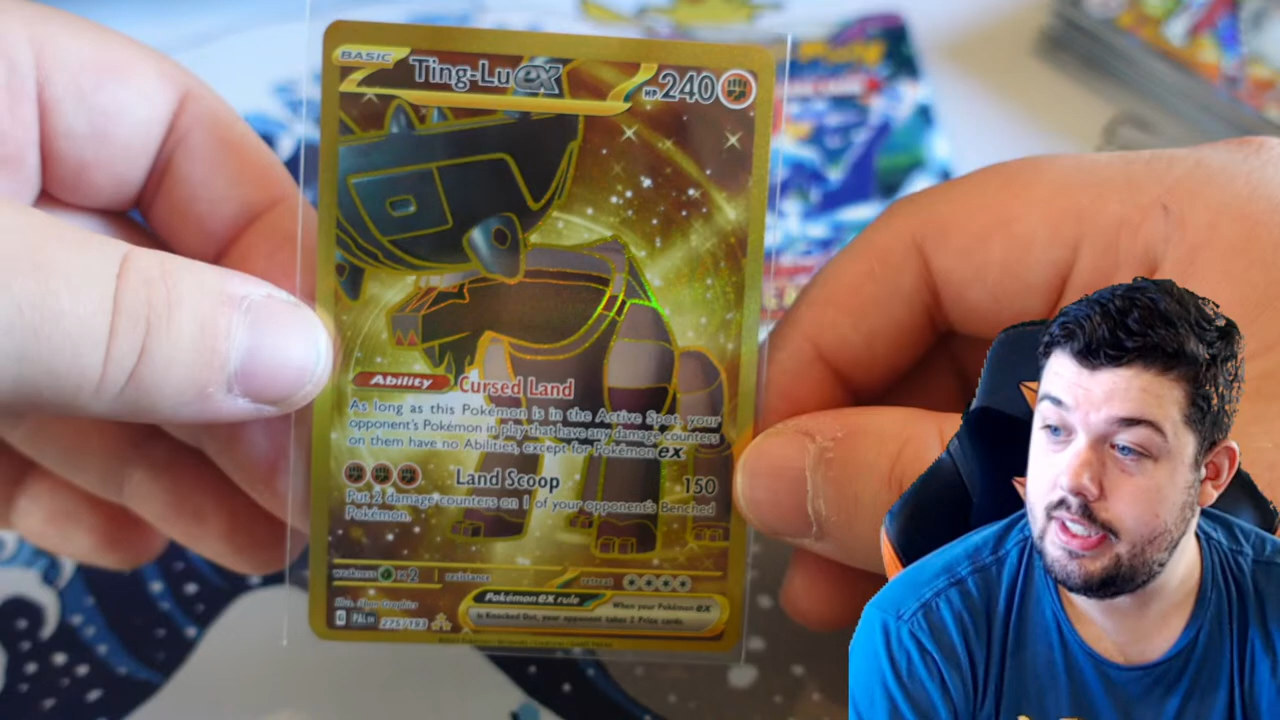 BASIC
Ting-Lu ex HP 240
Ability Cursed Land
As long as this Pokémon is in the Active Spot, your
opponent's Pokémon in play that have any damage counters
on them have no Abilities, except for Pokémon ex
Land Scoop 150
Put 2 damage counters on 1 of your opponent's Benched
Pokémon.
weakness ×2 resistance retreat
Pokémon ex rule
When your Pokémon ex
is Knocked Out, your opponent takes 2 Prize cards.
Illus.
G PAL EN 275/193